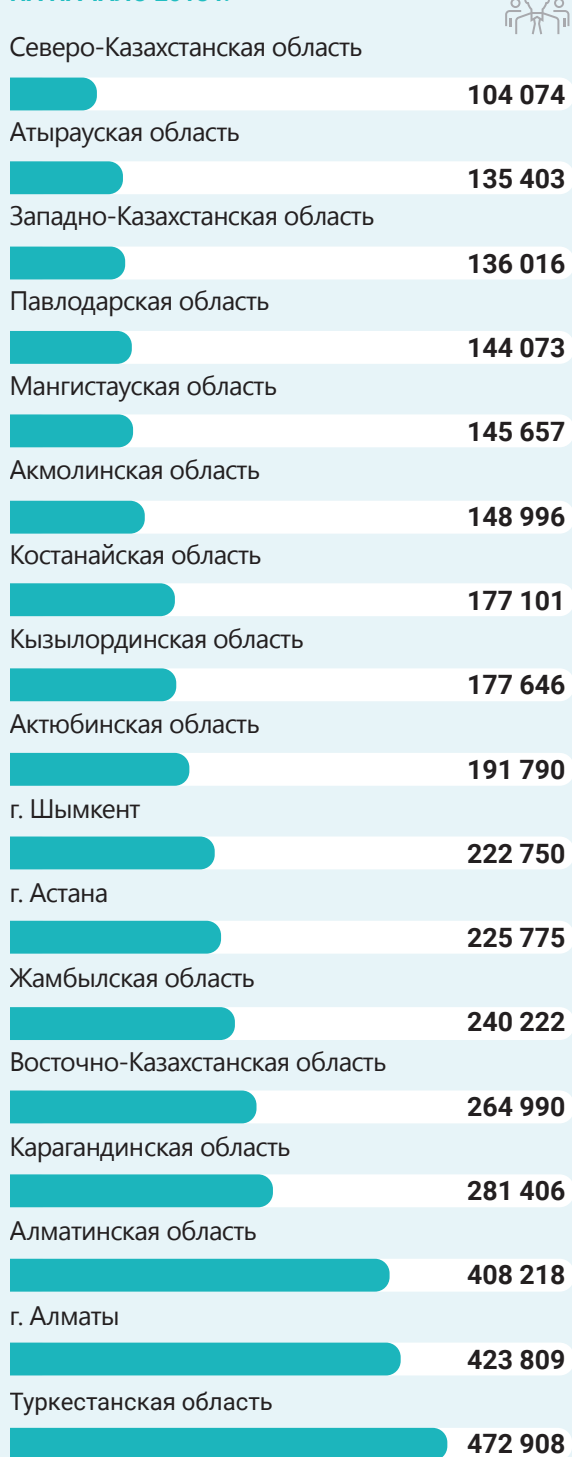 Северо-Казахстанская область
104 074
Атырауская область
135 403
Западно-Казахстанская область
136 016
Павлодарская область
144 073
Мангистауская область
145 657
Акмолинская область
148 996
Костанайская область
177 101
Кызылординская область
177 646
Актюбинская область
191 790
г. Шымкент
222 750
г. Астана
225 775
Жамбылская область
240 222
Восточно-Казахстанская область
264 990
Карагандинская область
281 406
Алматинская область
408 218
г. Алматы
423 809
Туркестанская область
472 908